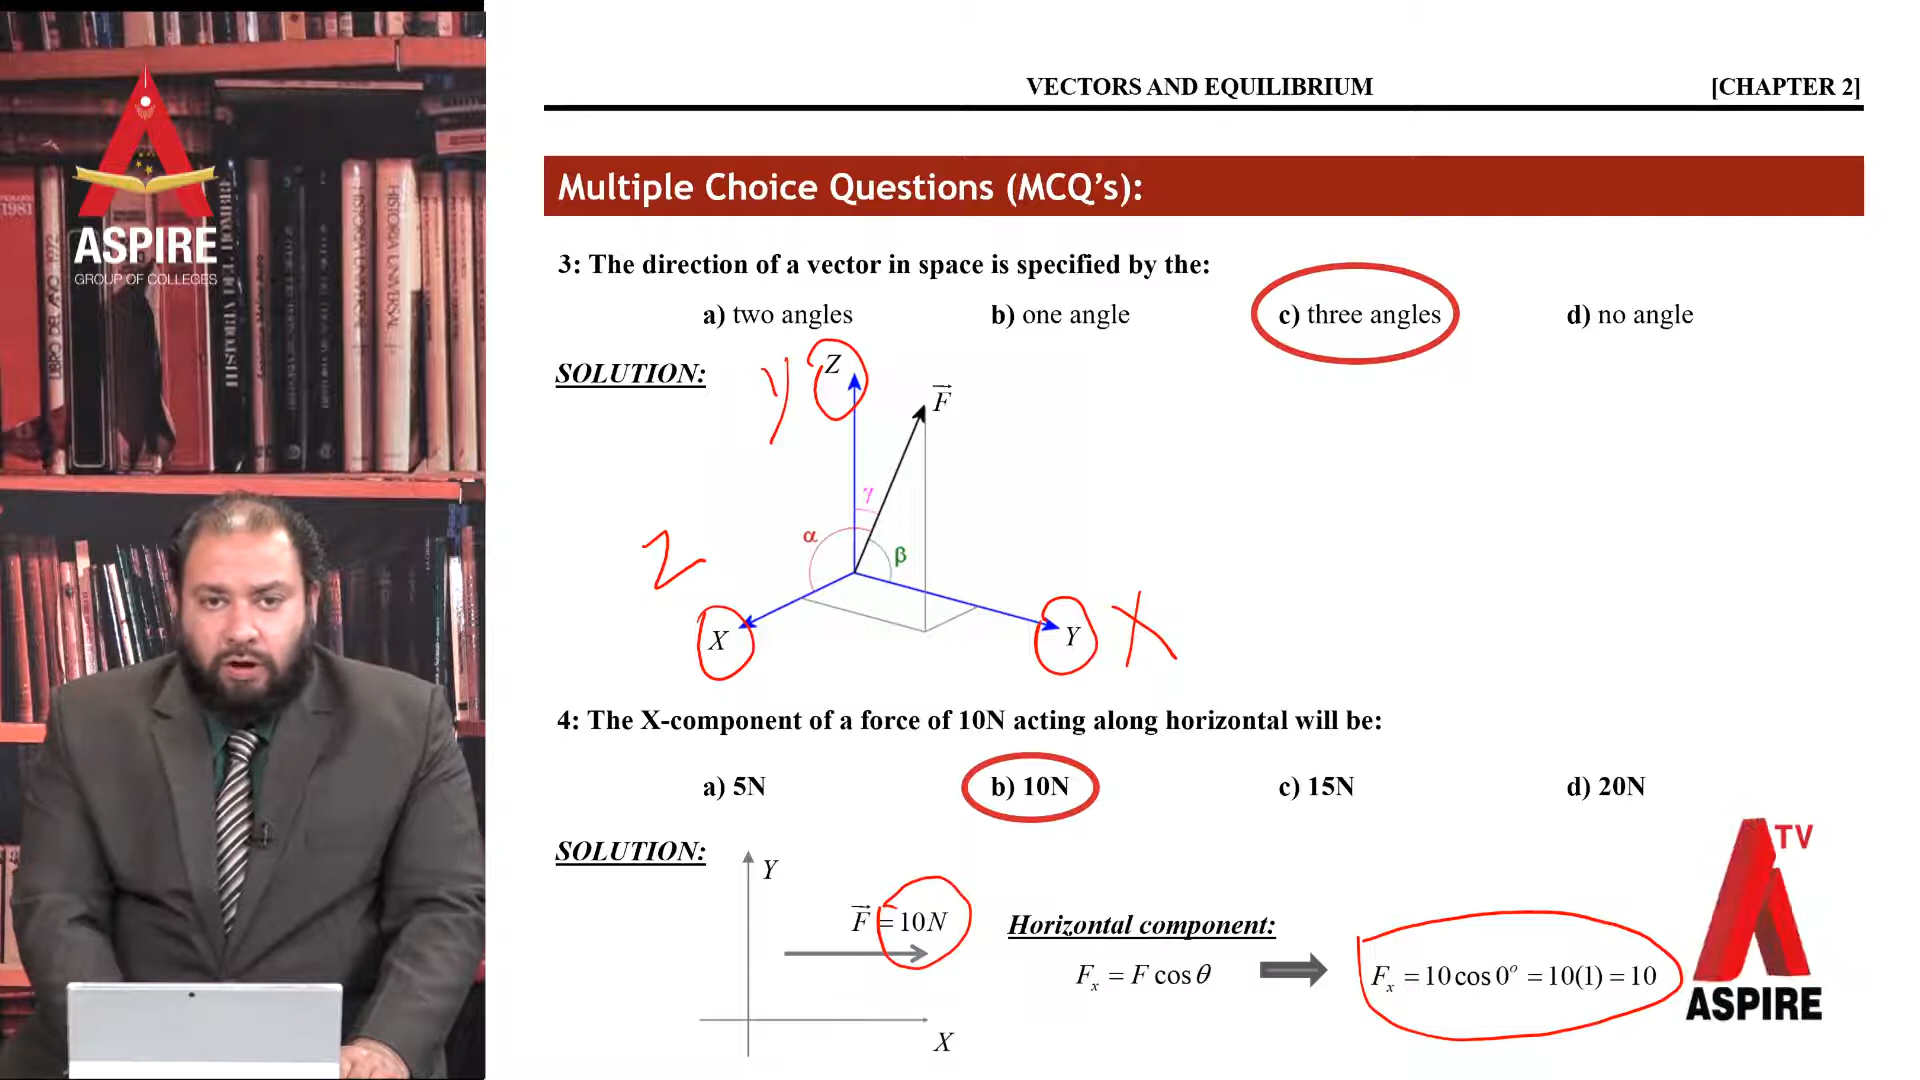 ASPIRE
GROUP OF COLLEGES
1981
HISTORIA UNIVERSAL
VECTORS AND EQUILIBRIUM [CHAPTER 2]
Multiple Choice Questions (MCQ's):
3: The direction of a vector in space is specified by the:
a) two angles b) one angle c) three angles d) no angle
SOLUTION:
y Z
F⃗
γ
α β
Z
X Y X
4: The X-component of a force of 10N acting along horizontal will be:
a) 5N b) 10N c) 15N d) 20N
SOLUTION:
Y
F⃗ = 10N
Horizontal component:
Fₓ = F cos θ
Fₓ = 10 cos 0° = 10(1) = 10
X
TV
ASPIRE